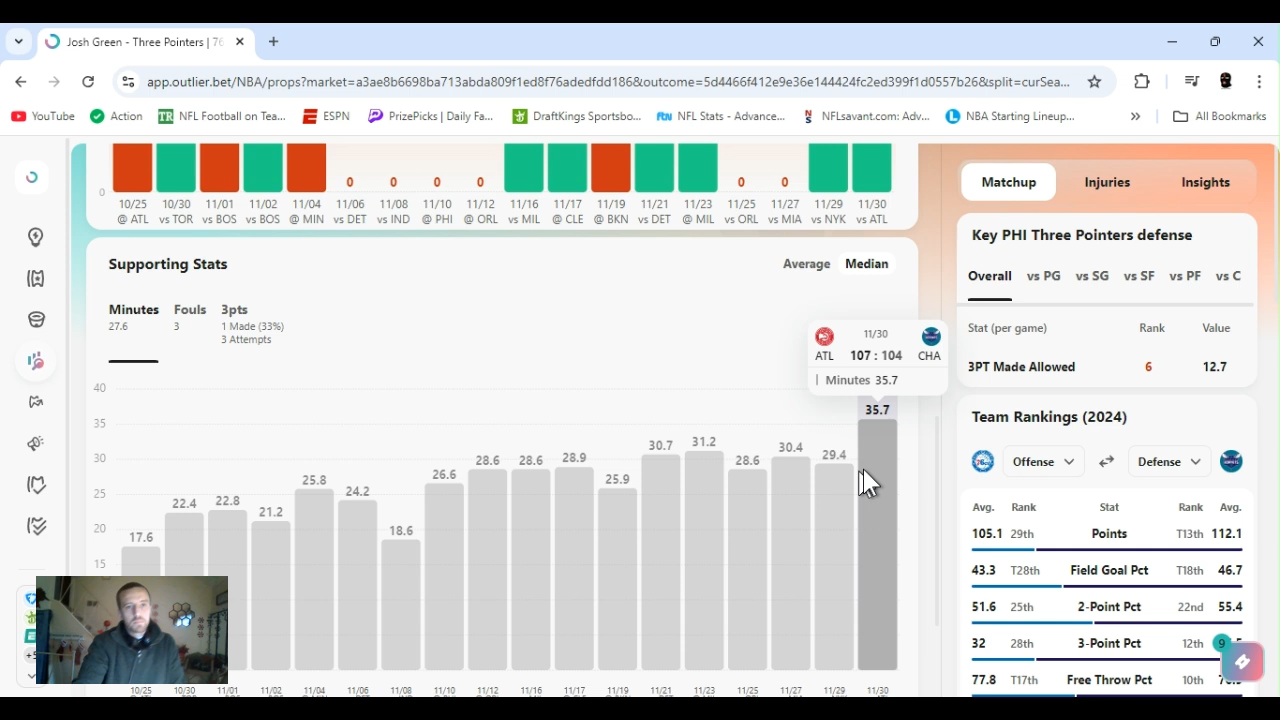 Josh Green - Three Pointers | 76
app.outlier.bet/NBA/props?market=a3ae8b6698ba713abda809f1ed8f76adedfdd186&outcome=5d4466f412e9e36e144424fc2ed399f1d0557b26&split=curSea...
YouTube Action NFL Football on Tea... ESPN PrizePicks | Daily Fa... DraftKings Sportsbo... NFL Stats - Advance... NFLsavant.com: Adv... NBA Starting Lineup... » All Bookmarks
0 0 0 0 0 0 0
10/25 10/30 11/01 11/02 11/04 11/06 11/08 11/10 11/12 11/16 11/17 11/19 11/21 11/23 11/25 11/27 11/29 11/30
@ ATL vs TOR vs BOS vs BOS @ MIN vs DET vs IND @ PHI @ ORL vs MIL @ CLE @ BKN vs DET @ MIL vs ORL vs MIA vs NYK vs ATL
Supporting Stats
Average Median
Minutes Fouls 3pts
27.6 3 1 Made (33%)
3 Attempts
11/30
ATL 107 : 104 CHA
Minutes 35.7
40
35
30
25
20
15
17.6 22.4 22.8 21.2 25.8 24.2 18.6 26.6 28.6 28.6 28.9 25.9 30.7 31.2 28.6 30.4 29.4 35.7
10/25 10/30 11/01 11/02 11/04 11/06 11/08 11/10 11/12 11/16 11/17 11/19 11/21 11/23 11/25 11/27 11/29 11/30
Matchup Injuries Insights
Key PHI Three Pointers defense
Overall vs PG vs SG vs SF vs PF vs C
Stat (per game) Rank Value
3PT Made Allowed 6 12.7
Team Rankings (2024)
Offense Defense
Avg. Rank Stat Rank Avg.
105.1 29th Points T13th 112.1
43.3 T28th Field Goal Pct T18th 46.7
51.6 25th 2-Point Pct 22nd 55.4
32 28th 3-Point Pct 12th
9
77.8 T17th Free Throw Pct 10th